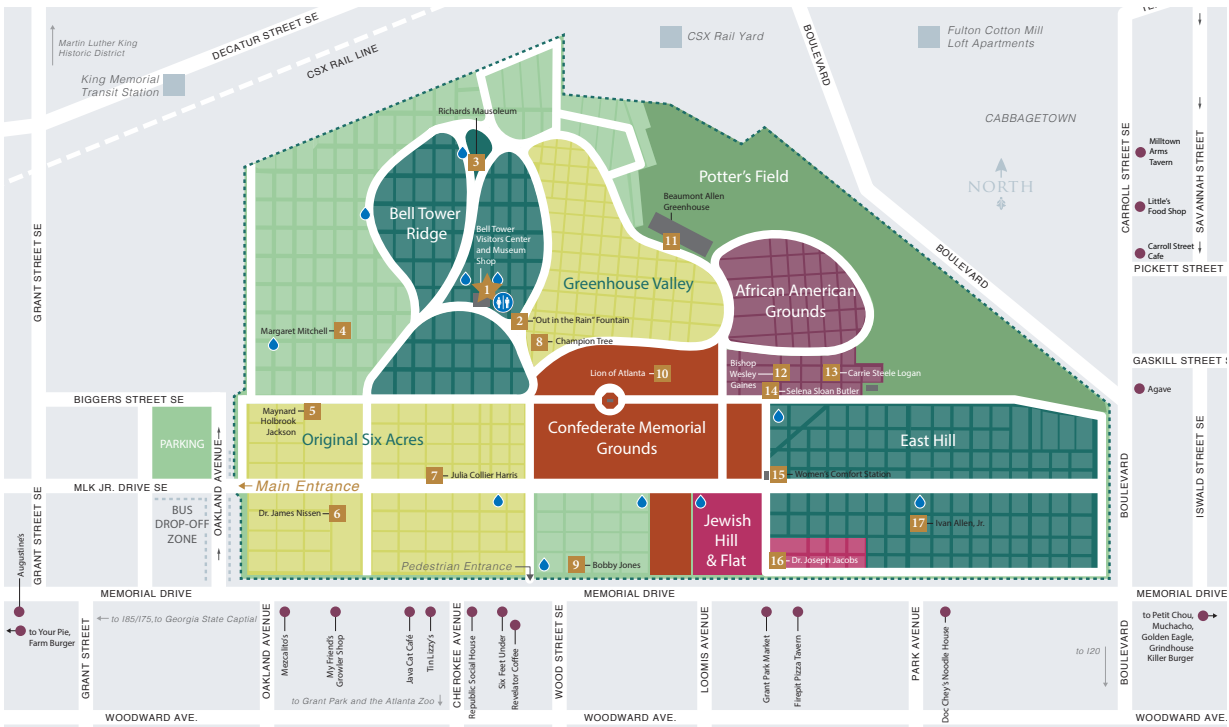 Martin Luther King
Historic District
DECATUR STREET SE
CSX RAIL LINE
King Memorial
Transit Station
CSX Rail Yard
BOULEVARD
Fulton Cotton Mill
Loft Apartments
CABBAGETOWN
NORTH
CARROLL STREET SE
SAVANNAH STREET
Milltown
Arms
Tavern
Little's
Food Shop
Carroll Street
Cafe
PICKETT STREET
BOULEVARD
GRANT STREET SE
Richards Mausoleum
3
Potter's Field
Beaumont Allen
Greenhouse
11
Bell Tower
Ridge
Bell Tower
Visitors Center
and Museum
Shop
1
Greenhouse Valley
African American
Grounds
2
"Out in the Rain" Fountain
8
Champion Tree
Margaret Mitchell
4
Lion of Atlanta
10
Bishop
Wesley
Gaines
12
13
Carrie Steele Logan
14
Selena Sloan Butler
GASKILL STREET S
Agave
ISWALD STREET SE
BIGGERS STREET SE
PARKING
OAKLAND AVENUE
Maynard
Holbrook
Jackson
5
Original Six Acres
7
Julia Collier Harris
Confederate Memorial
Grounds
East Hill
15
Women's Comfort Station
BOULEVARD
MLK JR. DRIVE SE
Main Entrance
BUS
DROP-OFF
ZONE
OAKLAND AVENUE
Dr. James Nissen
6
Jewish
Hill
& Flat
17
Ivan Allen, Jr.
16
Dr. Joseph Jacobs
9
Bobby Jones
Pedestrian Entrance
GRANT STREET SE
Augustine's
MEMORIAL DRIVE
MEMORIAL DRIVE
MEMORIAL DRIVE
to Your Pie,
Farm Burger
GRANT STREET
to I85/I75, to Georgia State Captial
OAKLAND AVENUE
Mezcalito's
My Friend's
Growler Shop
Java Cat Café
Tin Lizzy's
CHEROKEE AVENUE
Republic Social House
Six Feet Under
Revelator Coffee
WOOD STREET SE
LOOMIS AVENUE
Grant Park Market
Firepit Pizza Tavern
PARK AVENUE
Doc Chey's Noodle House
to I20
BOULEVARD
to Petit Chou,
Muchacho,
Golden Eagle,
Grindhouse
Killer Burger
to Grant Park and the Atlanta Zoo
WOODWARD AVE.
WOODWARD AVE.
WOODWARD AVE.